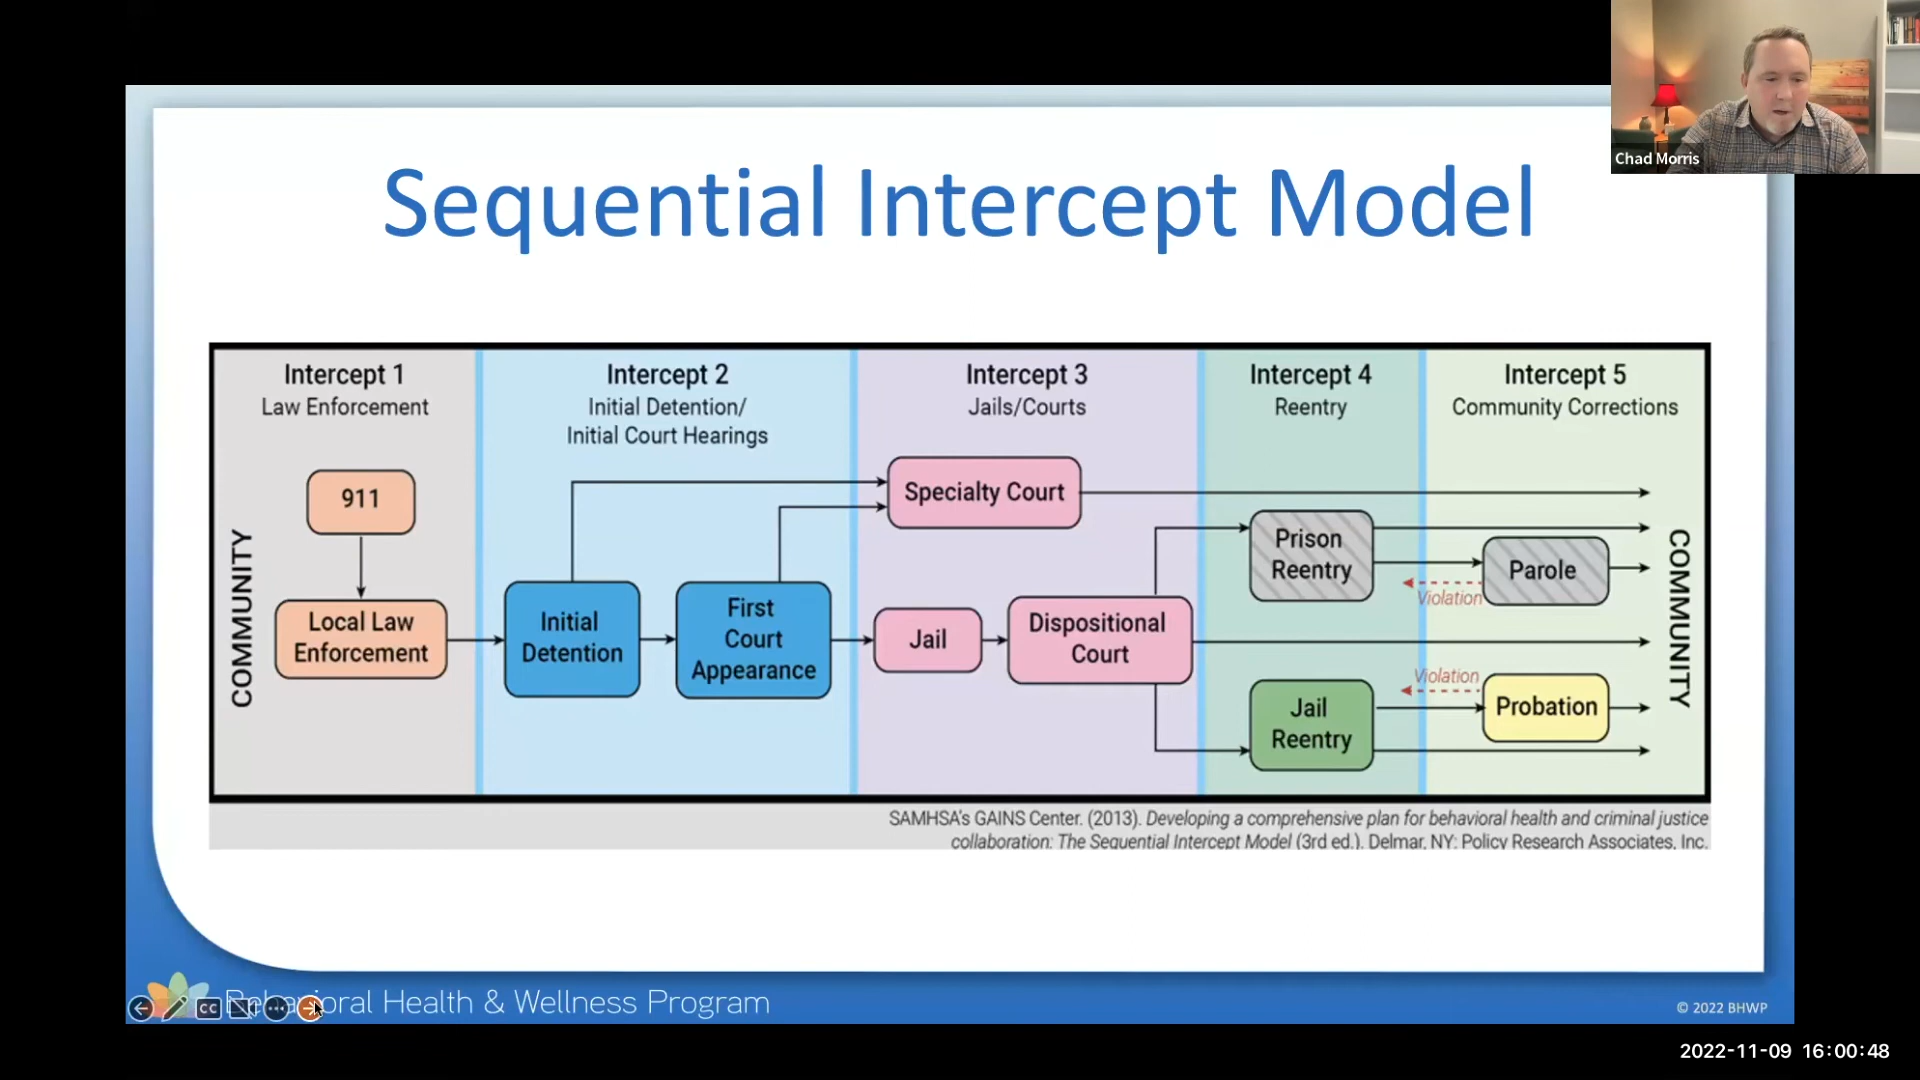 Chad Morris
Sequential Intercept Model
Intercept 1
Law Enforcement
Intercept 2
Initial Detention/
Initial Court Hearings
Intercept 3
Jails/Courts
Intercept 4
Reentry
Intercept 5
Community Corrections
COMMUNITY
911
Local Law
Enforcement
Initial
Detention
First
Court
Appearance
Specialty Court
Jail
Dispositional
Court
Prison
Reentry
Jail
Reentry
Violation
Parole
Violation
Probation
COMMUNITY
SAMHSA's GAINS Center. (2013). Developing a comprehensive plan for behavioral health and criminal justice
collaboration: The Sequential Intercept Model (3rd ed.). Delmar, NY: Policy Research Associates, Inc.
CC
Behavioral Health & Wellness Program
© 2022 BHWP
2022-11-09 16:00:48